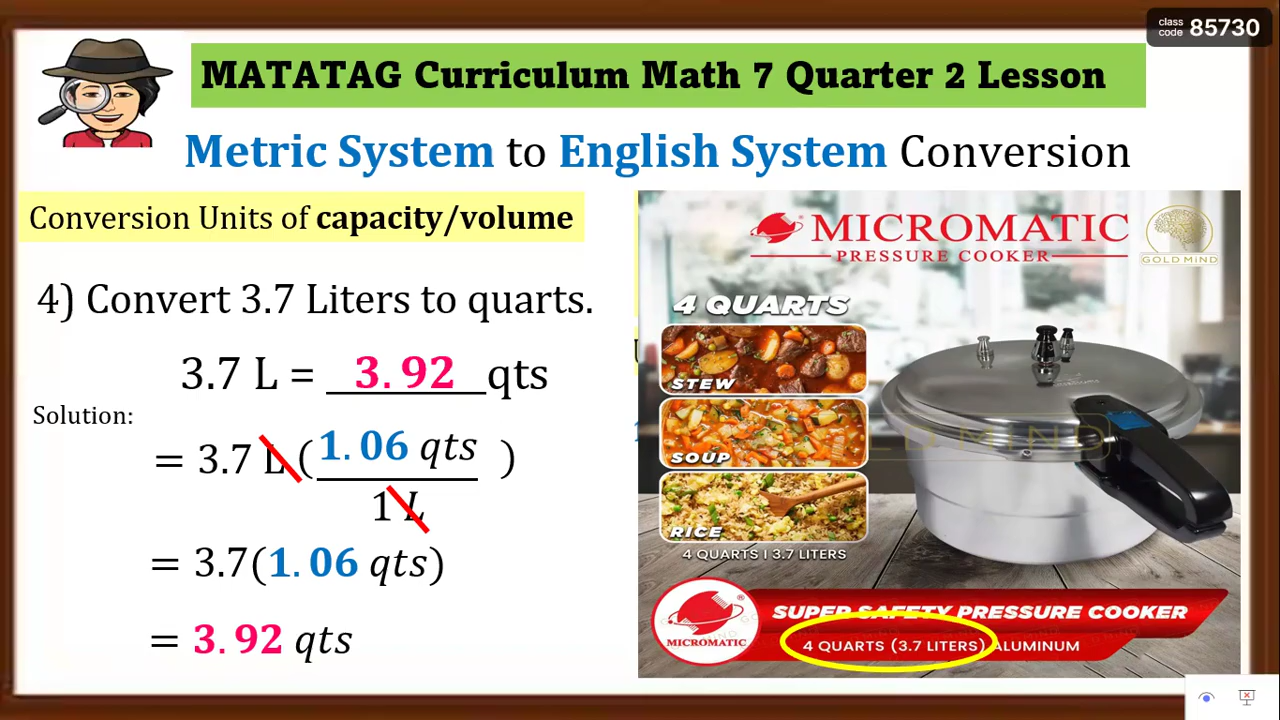 class code 85730
MATATAG Curriculum Math 7 Quarter 2 Lesson
Metric System to English System Conversion
Conversion Units of capacity/volume
4) Convert 3.7 Liters to quarts.
3.7 L = 3.92 qts
Solution:
= 3.7 L (1.06 qts / 1 L)
= 3.7(1.06 qts)
= 3.92 qts
MICROMATIC
PRESSURE COOKER
GOLD MIND
4 QUARTS
STEW
SOUP
RICE
4 QUARTS I 3.7 LITERS
GOLD MIND
MICROMATIC
SUPER SAFETY PRESSURE COOKER
4 QUARTS (3.7 LITERS) ALUMINUM